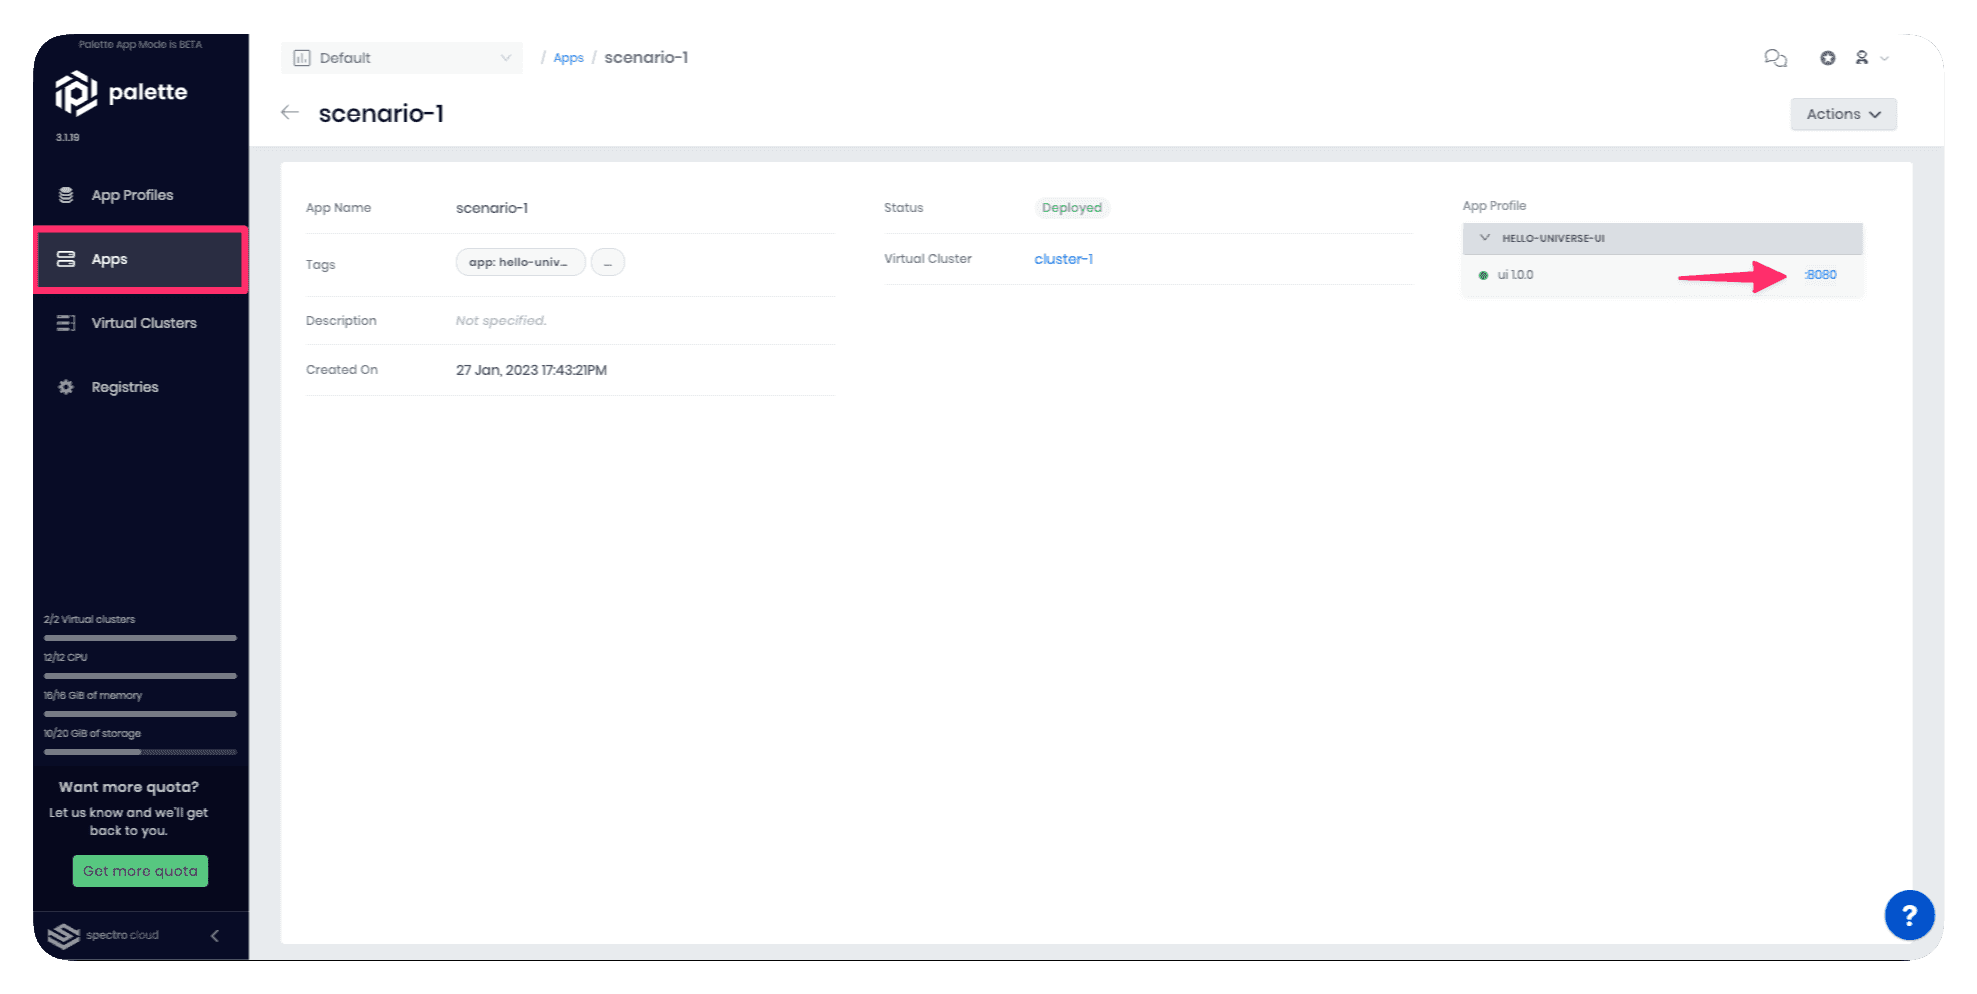 Palette App Mode is BETA
palette
3.1.19
App Profiles
Apps
Virtual Clusters
Registries
2/2 Virtual clusters
12/12 CPU
16/16 GiB of memory
10/20 GiB of storage
Want more quota?
Let us know and we'll get
back to you.
Get more quota
spectro cloud
Default
/ Apps / scenario-1
scenario-1
Actions
App Name scenario-1
Tags app: hello-univ... ...
Description Not specified.
Created On 27 Jan, 2023 17:43:21PM
Status Deployed
Virtual Cluster cluster-1
App Profile
HELLO-UNIVERSE-UI
ui 1.0.0 :8080
?